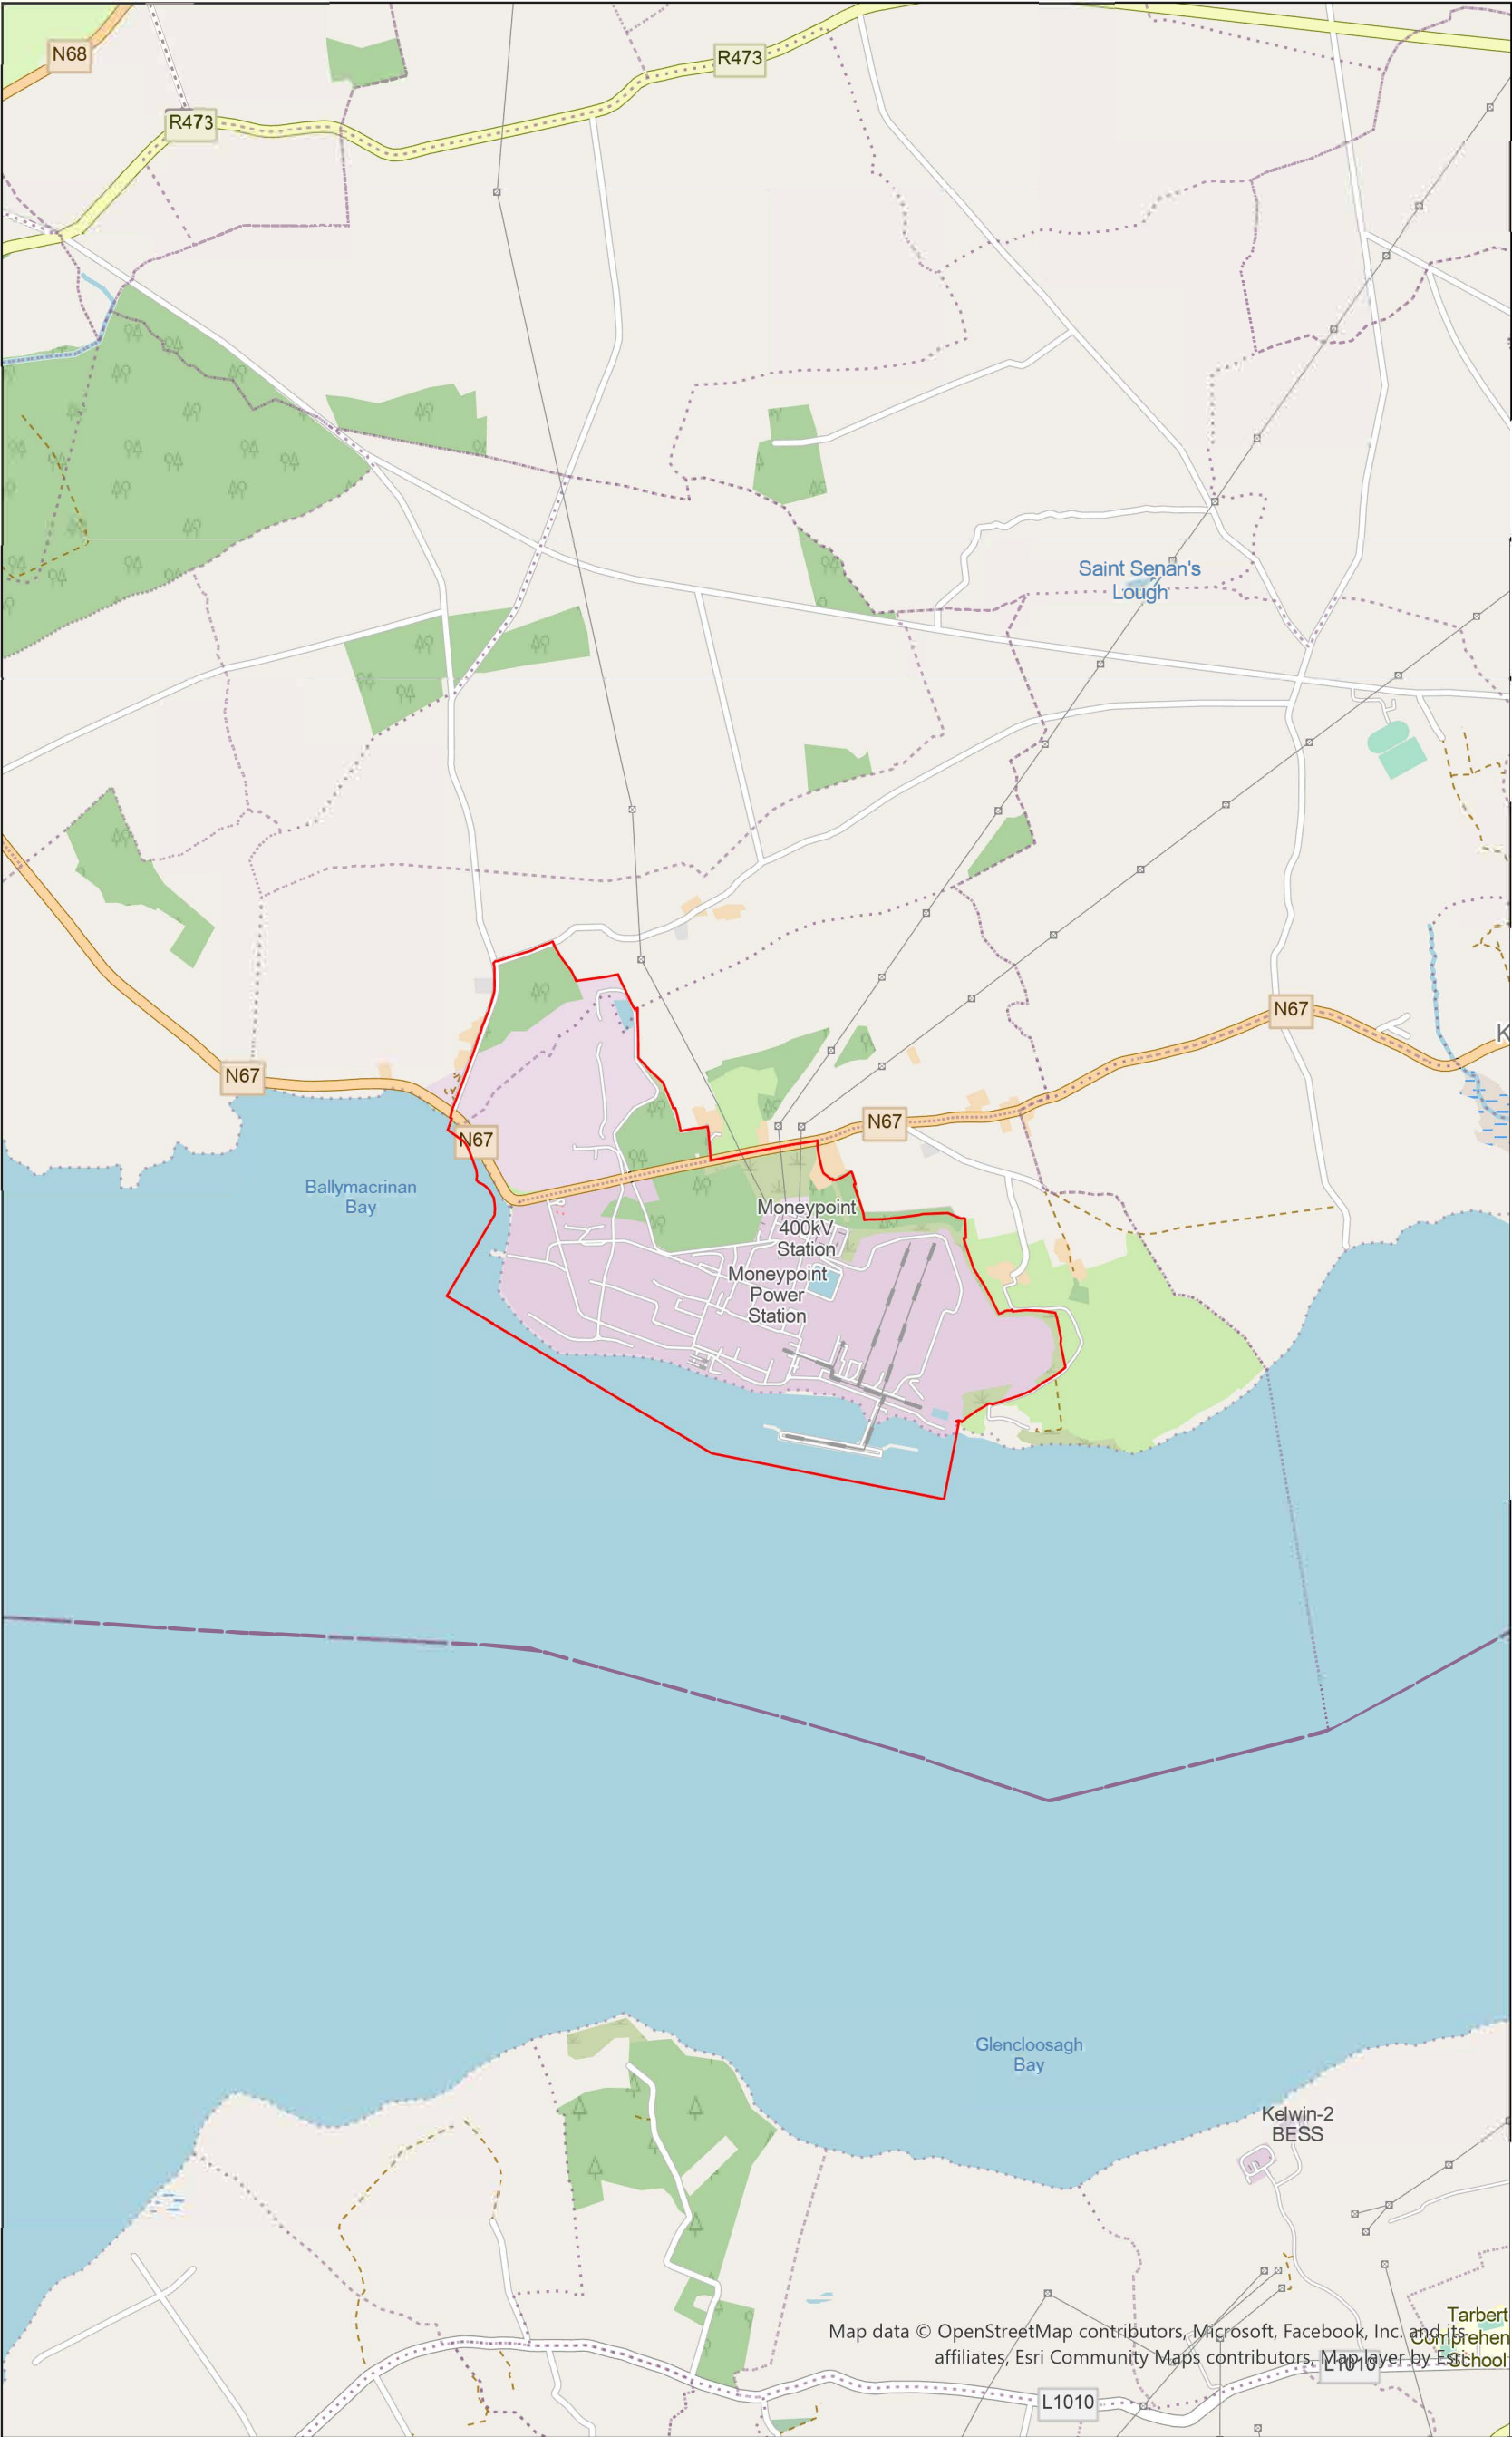 N68
R473
R473
Saint Senan's
Lough
N67
N67
N67
N67
K
Ballymacrinan
Bay
Moneypoint
400kV
Station
Moneypoint
Power
Station
Glencloosagh
Bay
Kelwin-2
BESS
Tarbert
Comprehen
School
Map data © OpenStreetMap contributors, Microsoft, Facebook, Inc. and its
affiliates, Esri Community Maps contributors, Map layer by Esri
L1010
L1010